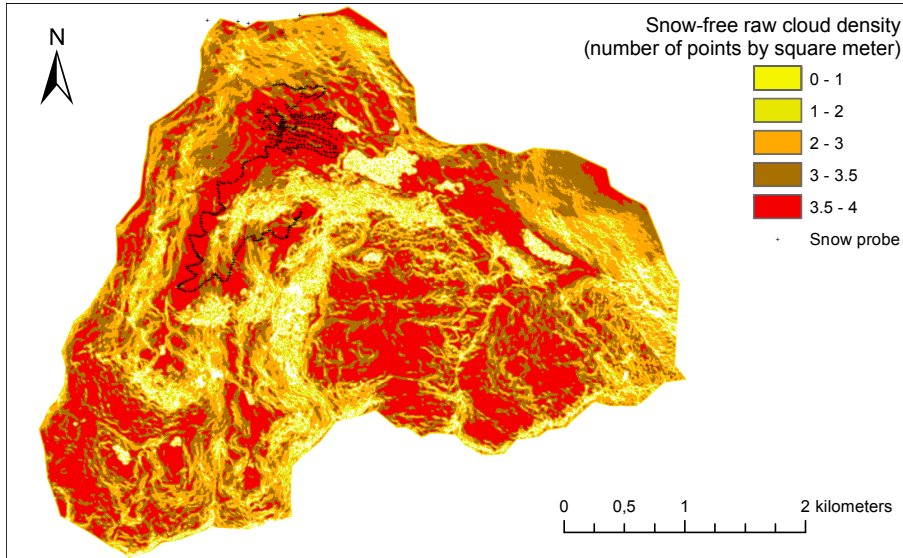 N
Snow-free raw cloud density
(number of points by square meter)
0 - 1
1 - 2
2 - 3
3 - 3.5
3.5 - 4
Snow probe
0 0,5 1 2 kilometers